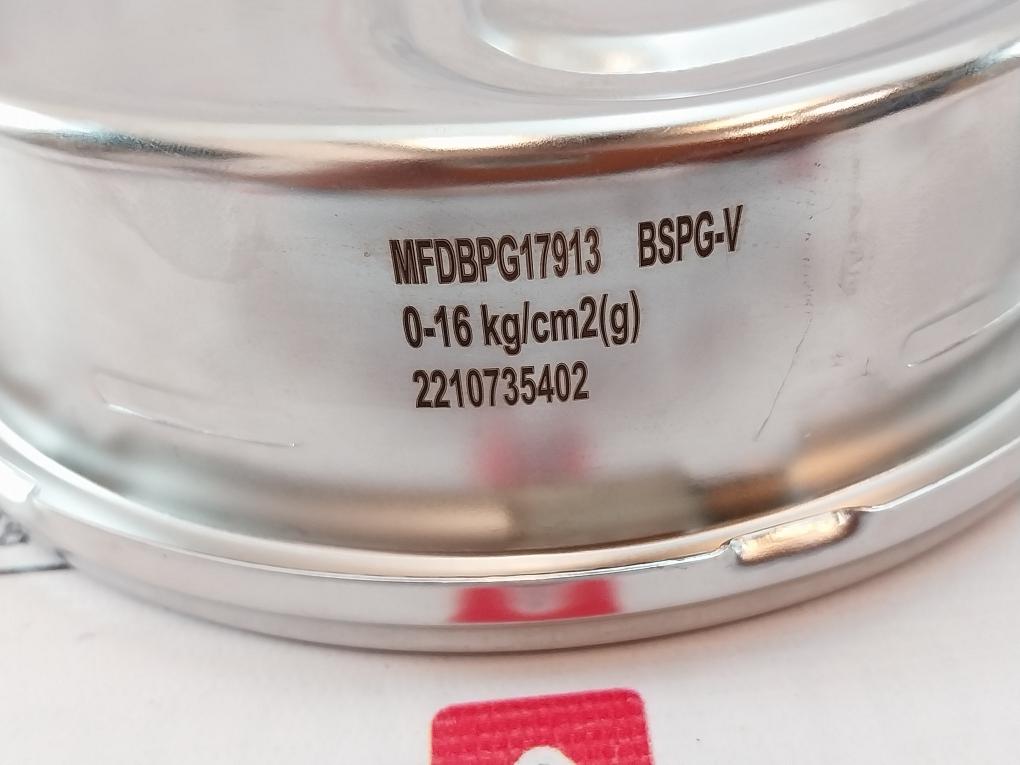 MFDBPG17913 BSPG-V
0-16 kg/cm2(g)
2210735402